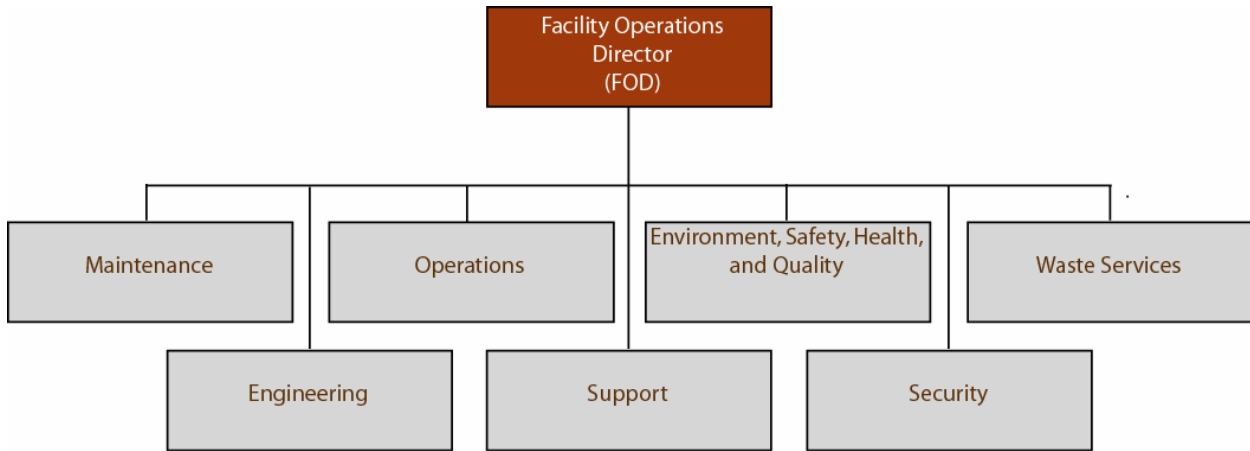 Facility Operations
Director
(FOD)
Maintenance
Operations
Environment, Safety, Health,
and Quality
Waste Services
Engineering
Support
Security